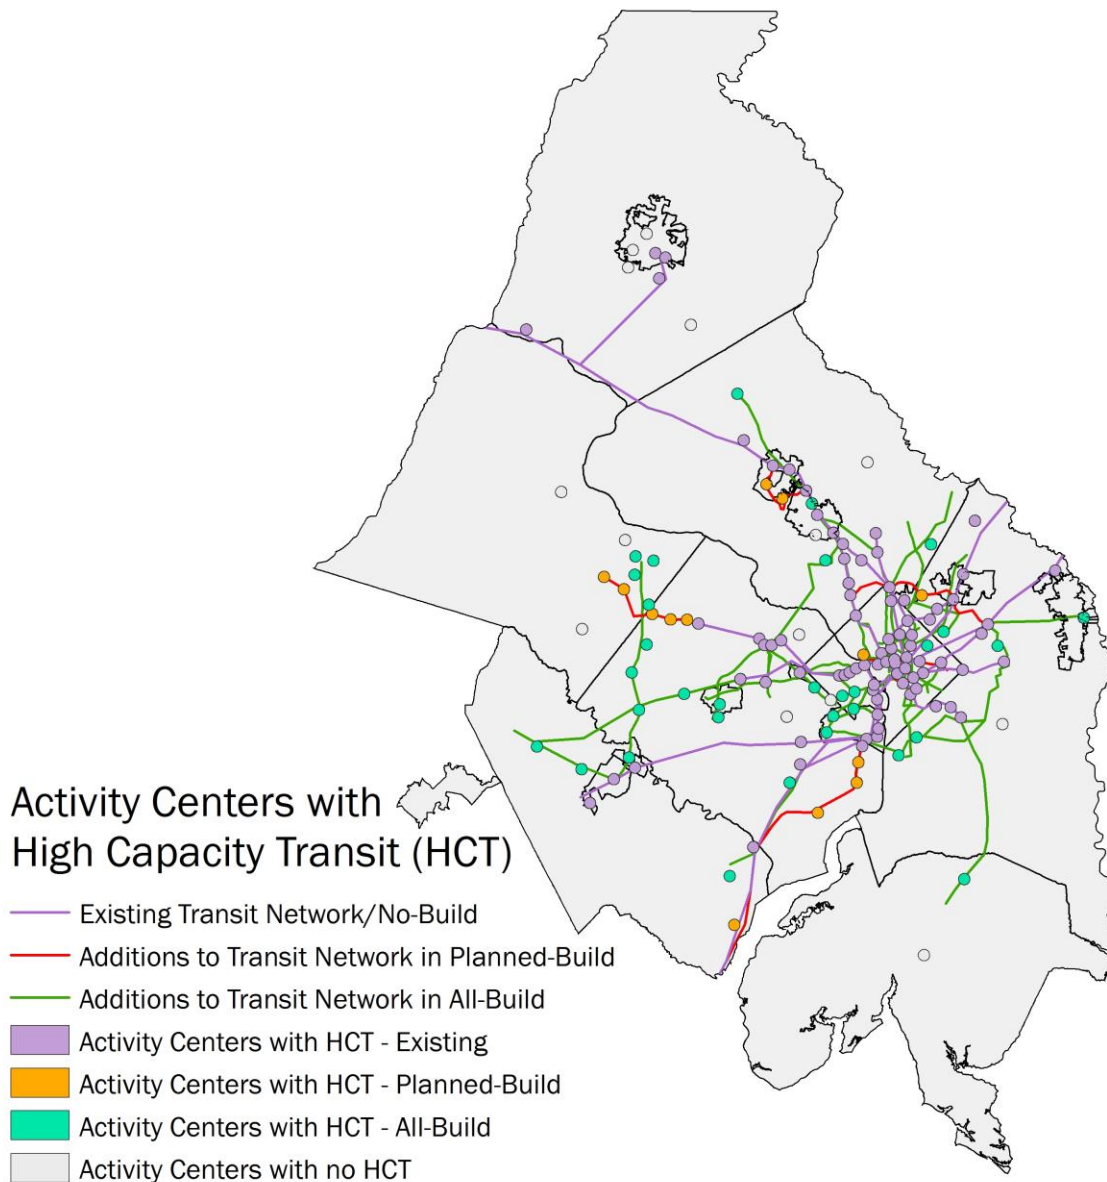 Activity Centers with
High Capacity Transit (HCT)
Existing Transit Network/No-Build
Additions to Transit Network in Planned-Build
Additions to Transit Network in All-Build
Activity Centers with HCT - Existing
Activity Centers with HCT - Planned-Build
Activity Centers with HCT - All-Build
Activity Centers with no HCT